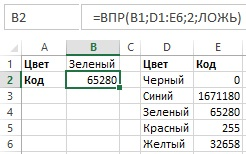 B2 =ВПР(B1;D1:E6;2;ЛОЖЬ)
A B C D E
1 Цвет Зеленый Цвет Код
2 Код 65280 Черный 0
3 Синий 1671180
4 Зеленый 65280
5 Красный 255
6 Желтый 32658